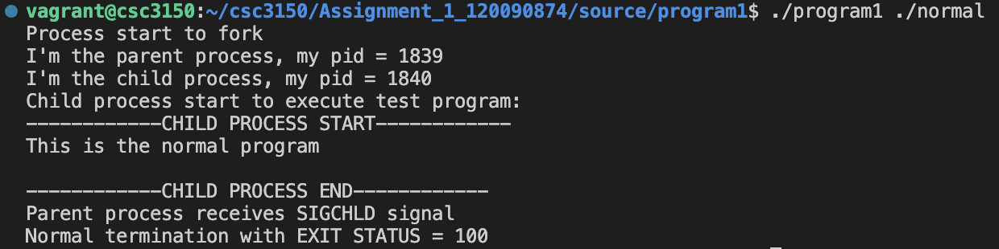 vagrant@csc3150:~/csc3150/Assignment_1_120090874/source/program1$ ./program1 ./normal
Process start to fork
I'm the parent process, my pid = 1839
I'm the child process, my pid = 1840
Child process start to execute test program:
------------CHILD PROCESS START------------
This is the normal program
------------CHILD PROCESS END------------
Parent process receives SIGCHLD signal
Normal termination with EXIT STATUS = 100